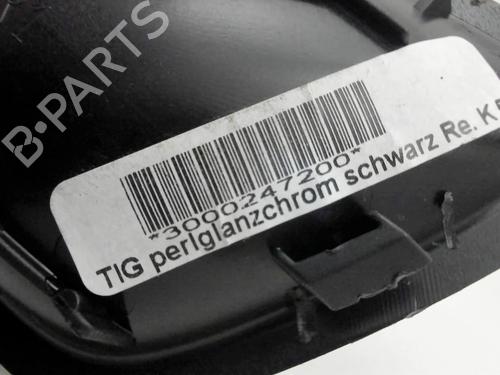 *3000247200*
TIG perlglanzchrom schwarz Re. K
B-PARTS